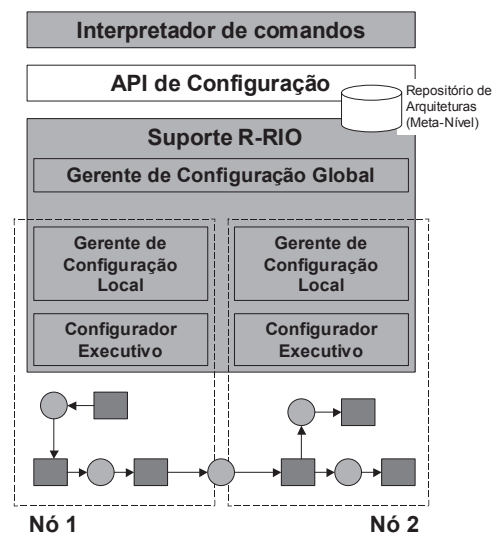 Interpretador de comandos
API de Configuração
Repositório de
Arquiteturas
(Meta-Nível)
Suporte R-RIO
Gerente de Configuração Global
Gerente de
Configuração
Local
Gerente de
Configuração
Local
Configurador
Executivo
Configurador
Executivo
Nó 1
Nó 2